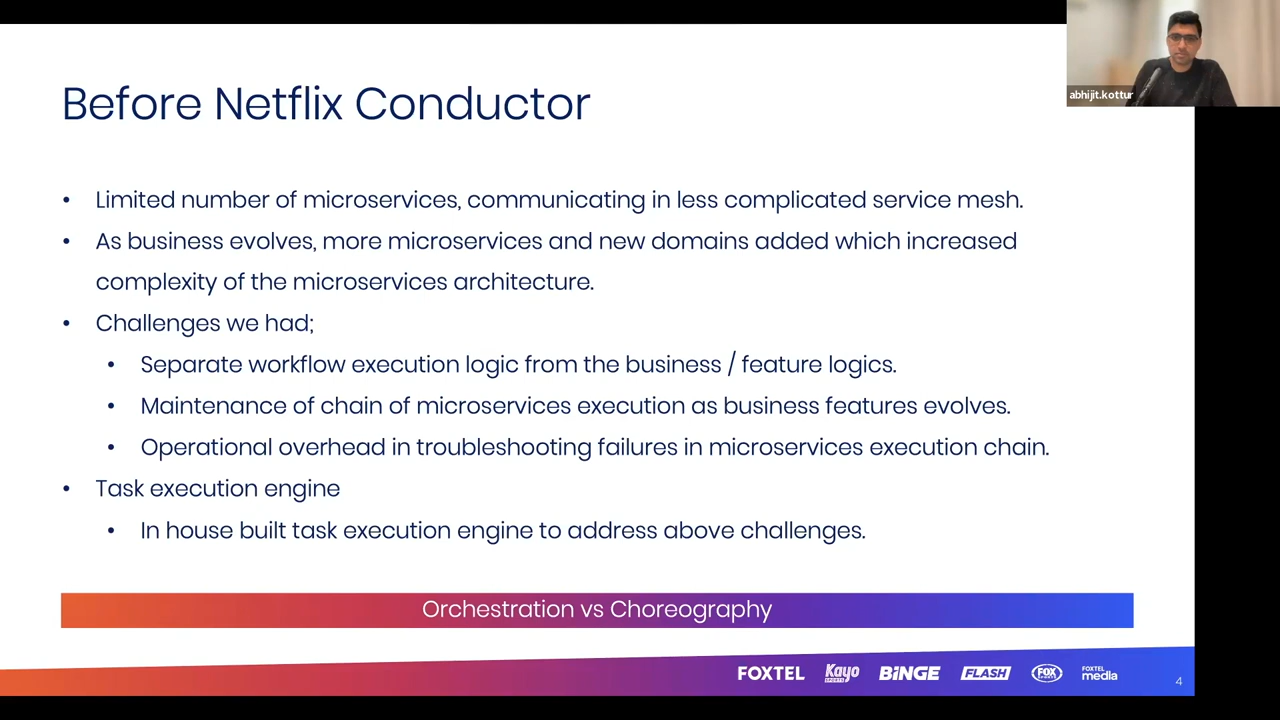 Before Netflix Conductor
abhijit.kottur
• Limited number of microservices, communicating in less complicated service mesh.
• As business evolves, more microservices and new domains added which increased
complexity of the microservices architecture.
• Challenges we had;
• Separate workflow execution logic from the business / feature logics.
• Maintenance of chain of microservices execution as business features evolves.
• Operational overhead in troubleshooting failures in microservices execution chain.
• Task execution engine
• In house built task execution engine to address above challenges.
Orchestration vs Choreography
FOXTEL Kayo SPORTS BiNGE FLASH FOX SPORTS FOXTEL media
4